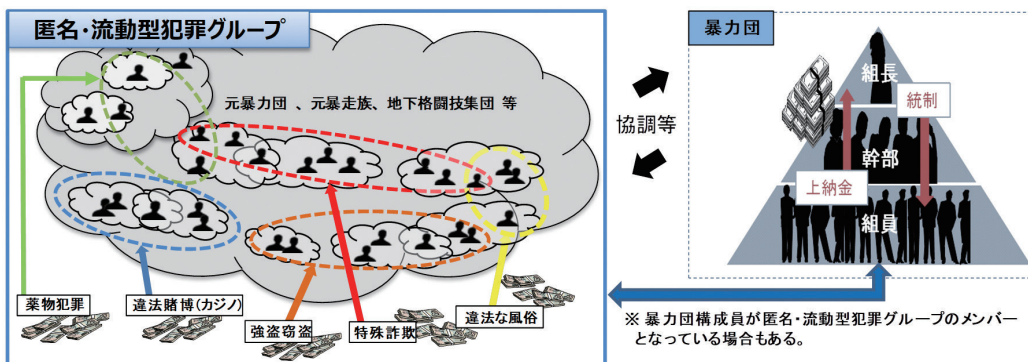 匿名・流動型犯罪グループ
元暴力団 、元暴走族、地下格闘技集団 等
薬物犯罪
違法賭博(カジノ)
強盗窃盗
特殊詐欺
違法な風俗
協調等
暴力団
組長
統制
幹部
上納金
組員
※ 暴力団構成員が匿名・流動型犯罪グループのメンバー
となっている場合もある。